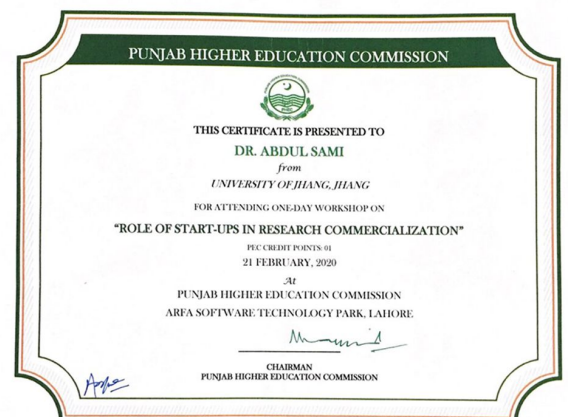 PUNJAB HIGHER EDUCATION COMMISSION
THIS CERTIFICATE IS PRESENTED TO
DR. ABDUL SAMI
from
UNIVERSITY OF JHANG, JHANG
FOR ATTENDING ONE-DAY WORKSHOP ON
“ROLE OF START-UPS IN RESEARCH COMMERCIALIZATION”
PEC CREDIT POINTS: 01
21 FEBRUARY, 2020
At
PUNJAB HIGHER EDUCATION COMMISSION
ARFA SOFTWARE TECHNOLOGY PARK, LAHORE
CHAIRMAN
PUNJAB HIGHER EDUCATION COMMISSION